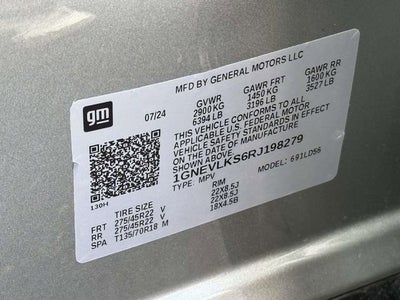 gm
MFD BY GENERAL MOTORS LLC
07/24 GVWR GAWR FRT GAWR RR
2900 KG 1450 KG 1600 KG
6394 LB 3196 LB 3527 LB
THIS VEHICLE CONFORMS TO ALL
APPLICABLE U.S. FEDERAL MOTOR
VEHICLE SAFETY STANDARDS IN EFFECT
ON THE DATE OF MANUFACTURE
SHOWN ABOVE.
1GNEVLKS6RJ198279
TYPE: MPV MODEL: 691LD56
130H
TIRE SIZE RIM
FRT 275/45R22 V 22X8.5J
RR 275/45R22 V 22X8.5J
SPA T135/70R18 M 18X4.5B